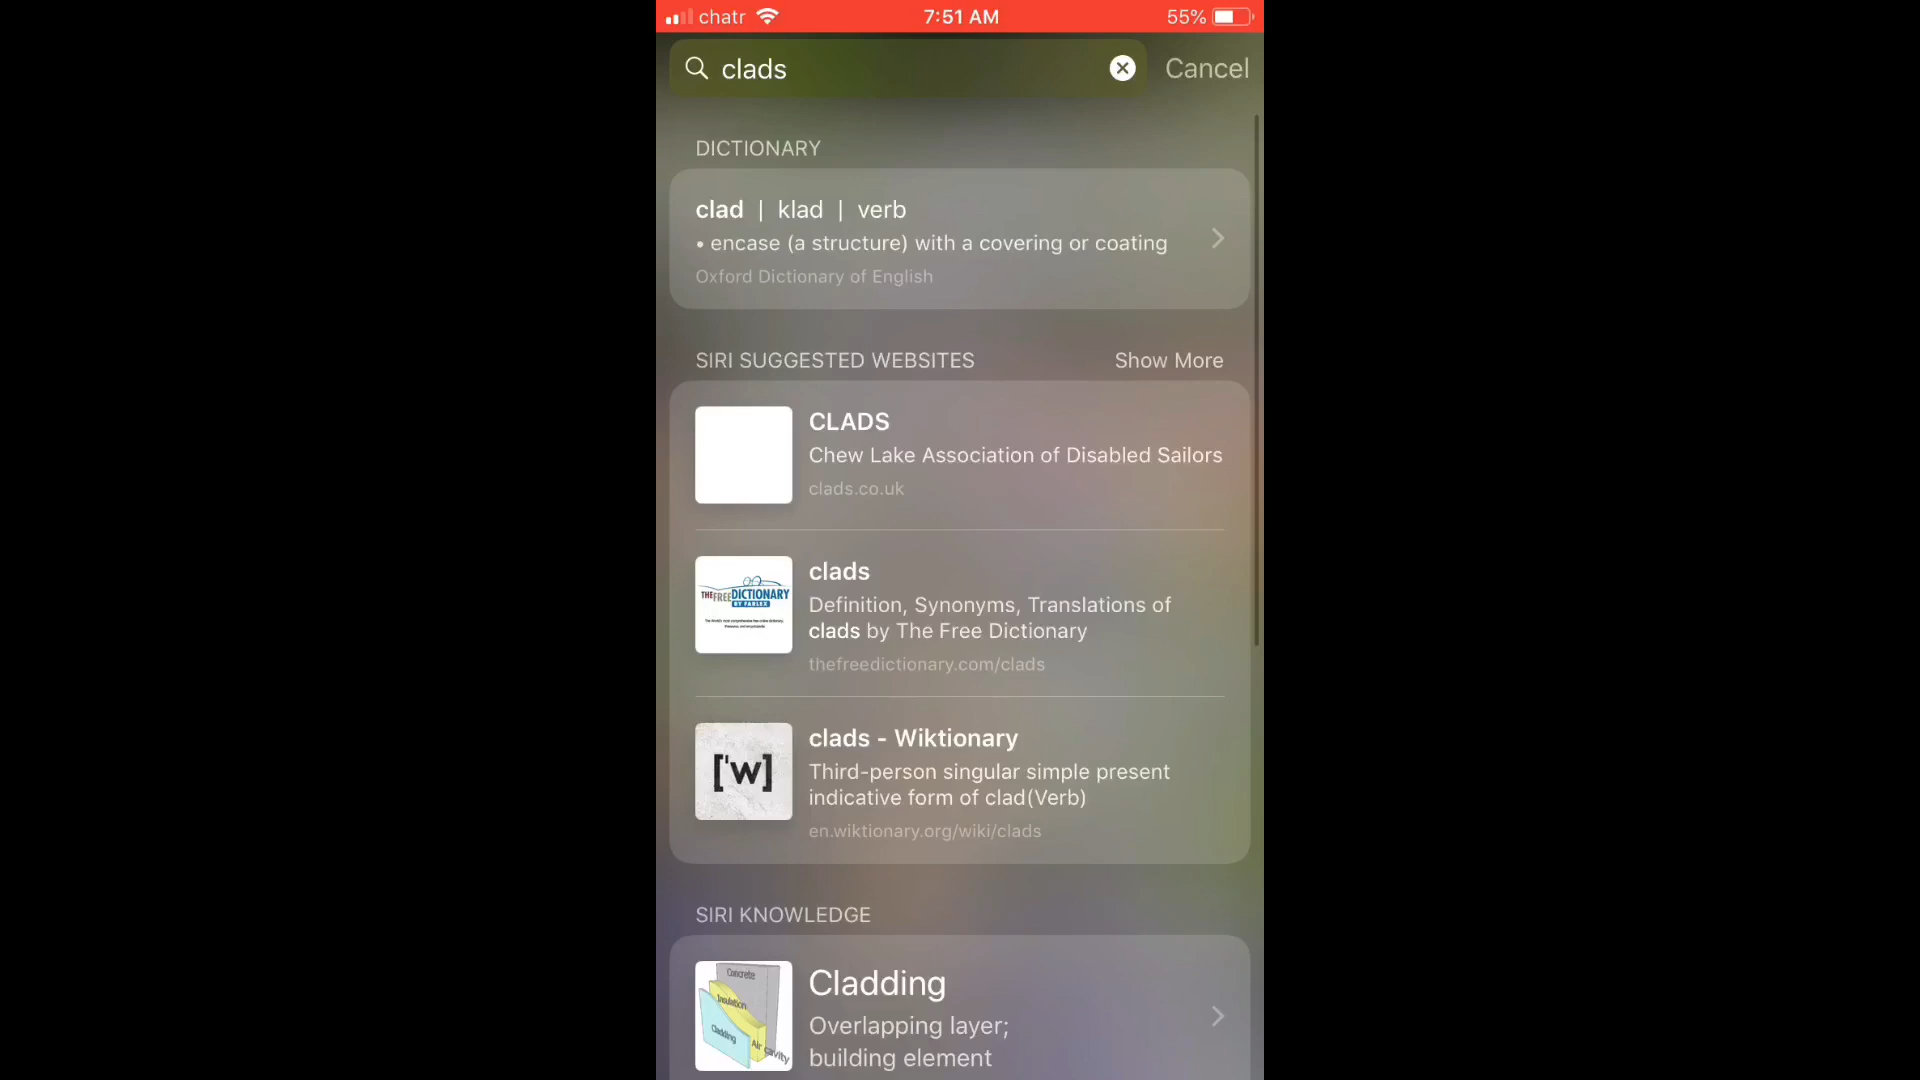 chatr 7:51 AM 55%
clads Cancel
DICTIONARY
clad | klad | verb
• encase (a structure) with a covering or coating
Oxford Dictionary of English
SIRI SUGGESTED WEBSITES Show More
CLADS
Chew Lake Association of Disabled Sailors
clads.co.uk
THEFREEDICTIONARY
BY FARLEX
clads
Definition, Synonyms, Translations of
clads by The Free Dictionary
thefreedictionary.com/clads
['w]
clads - Wiktionary
Third-person singular simple present
indicative form of clad(Verb)
en.wiktionary.org/wiki/clads
SIRI KNOWLEDGE
Concrete
Insulation
Cladding
Air cavity
Cladding
Overlapping layer;
building element